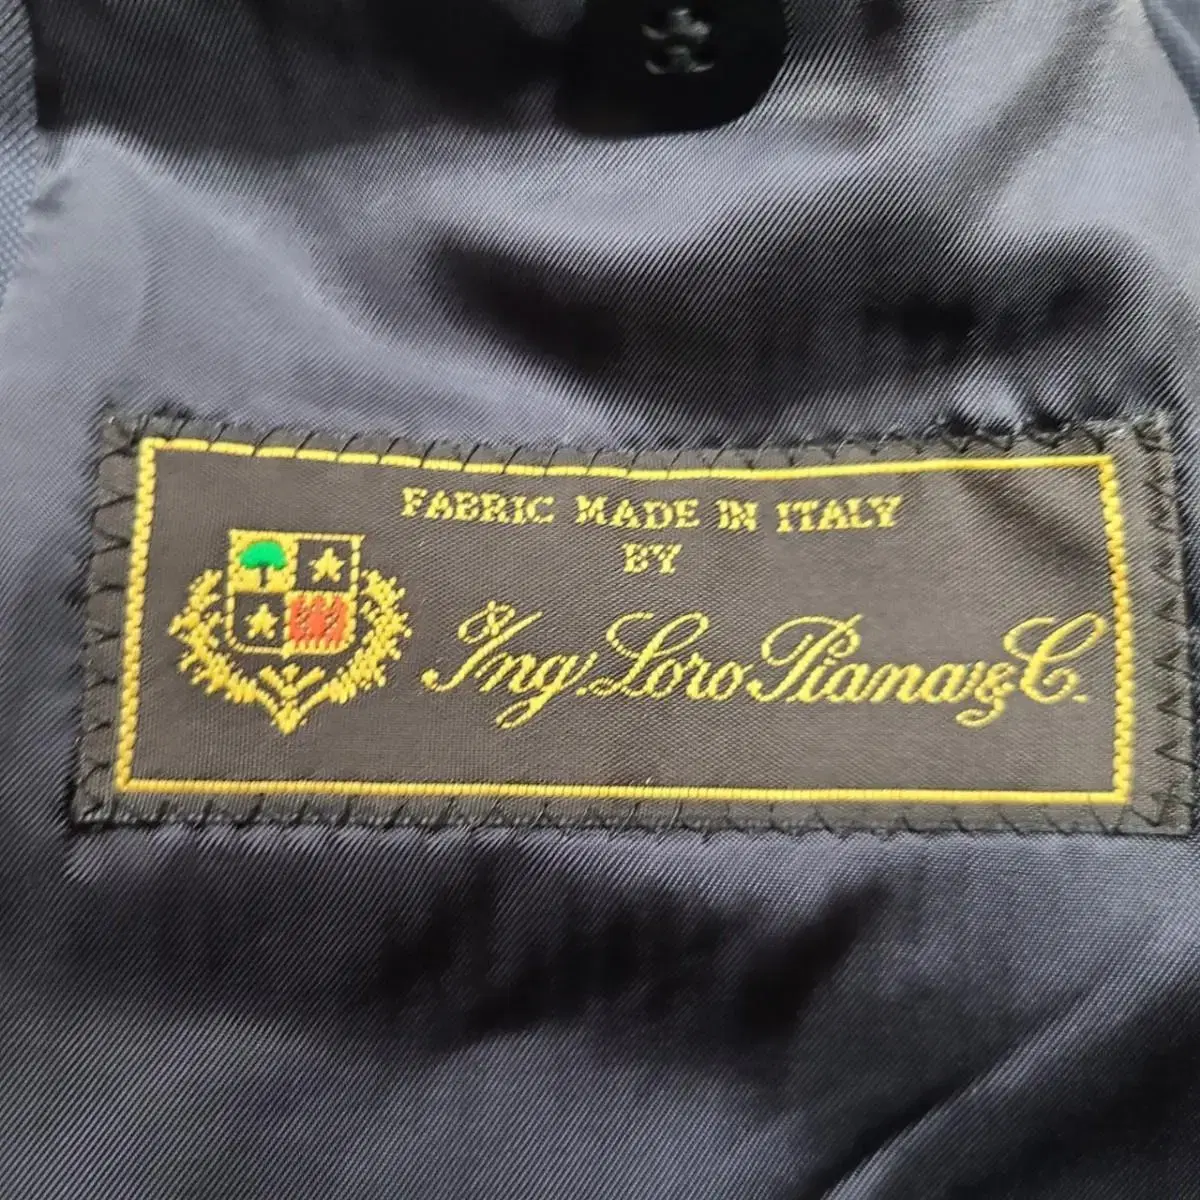 FABRIC MADE IN ITALY
BY
Ing. Loro Piana & C.